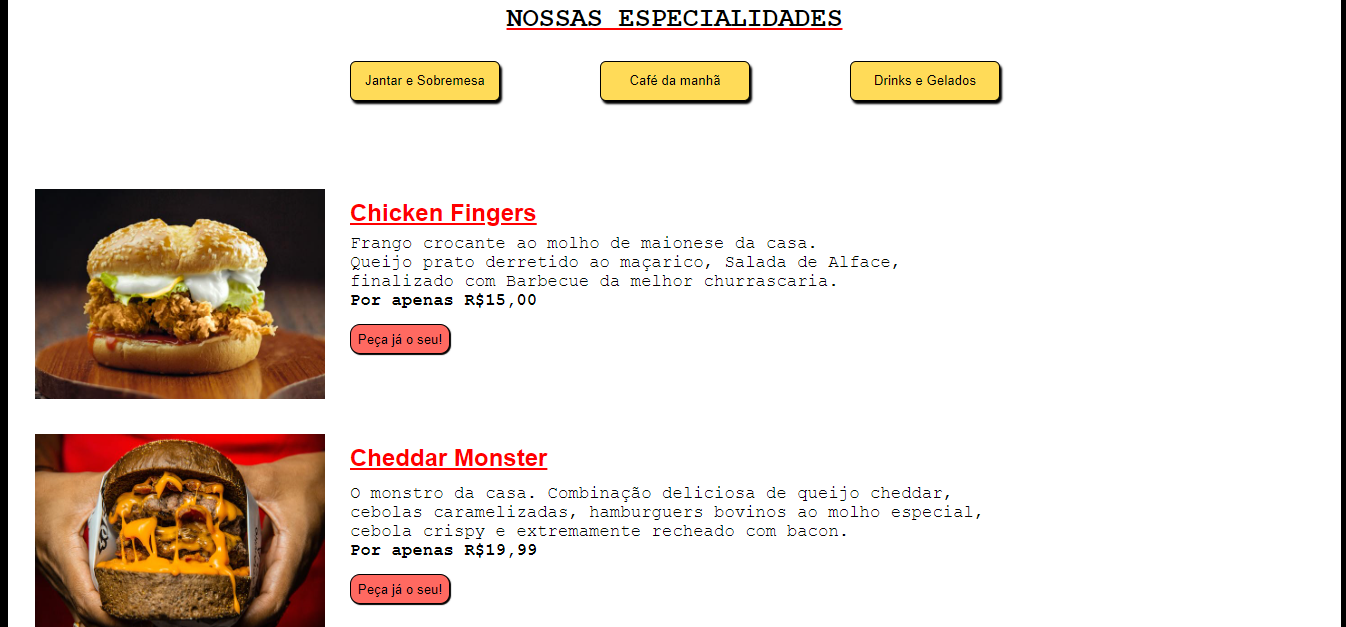 NOSSAS ESPECIALIDADES
Jantar e Sobremesa
Café da manhã
Drinks e Gelados
Chicken Fingers
Frango crocante ao molho de maionese da casa.
Queijo prato derretido ao maçarico, Salada de Alface,
finalizado com Barbecue da melhor churrascaria.
Por apenas R$15,00
Peça já o seu!
Cheddar Monster
O monstro da casa. Combinação deliciosa de queijo cheddar,
cebolas caramelizadas, hamburguers bovinos ao molho especial,
cebola crispy e extremamente recheado com bacon.
Por apenas R$19,99
Peça já o seu!